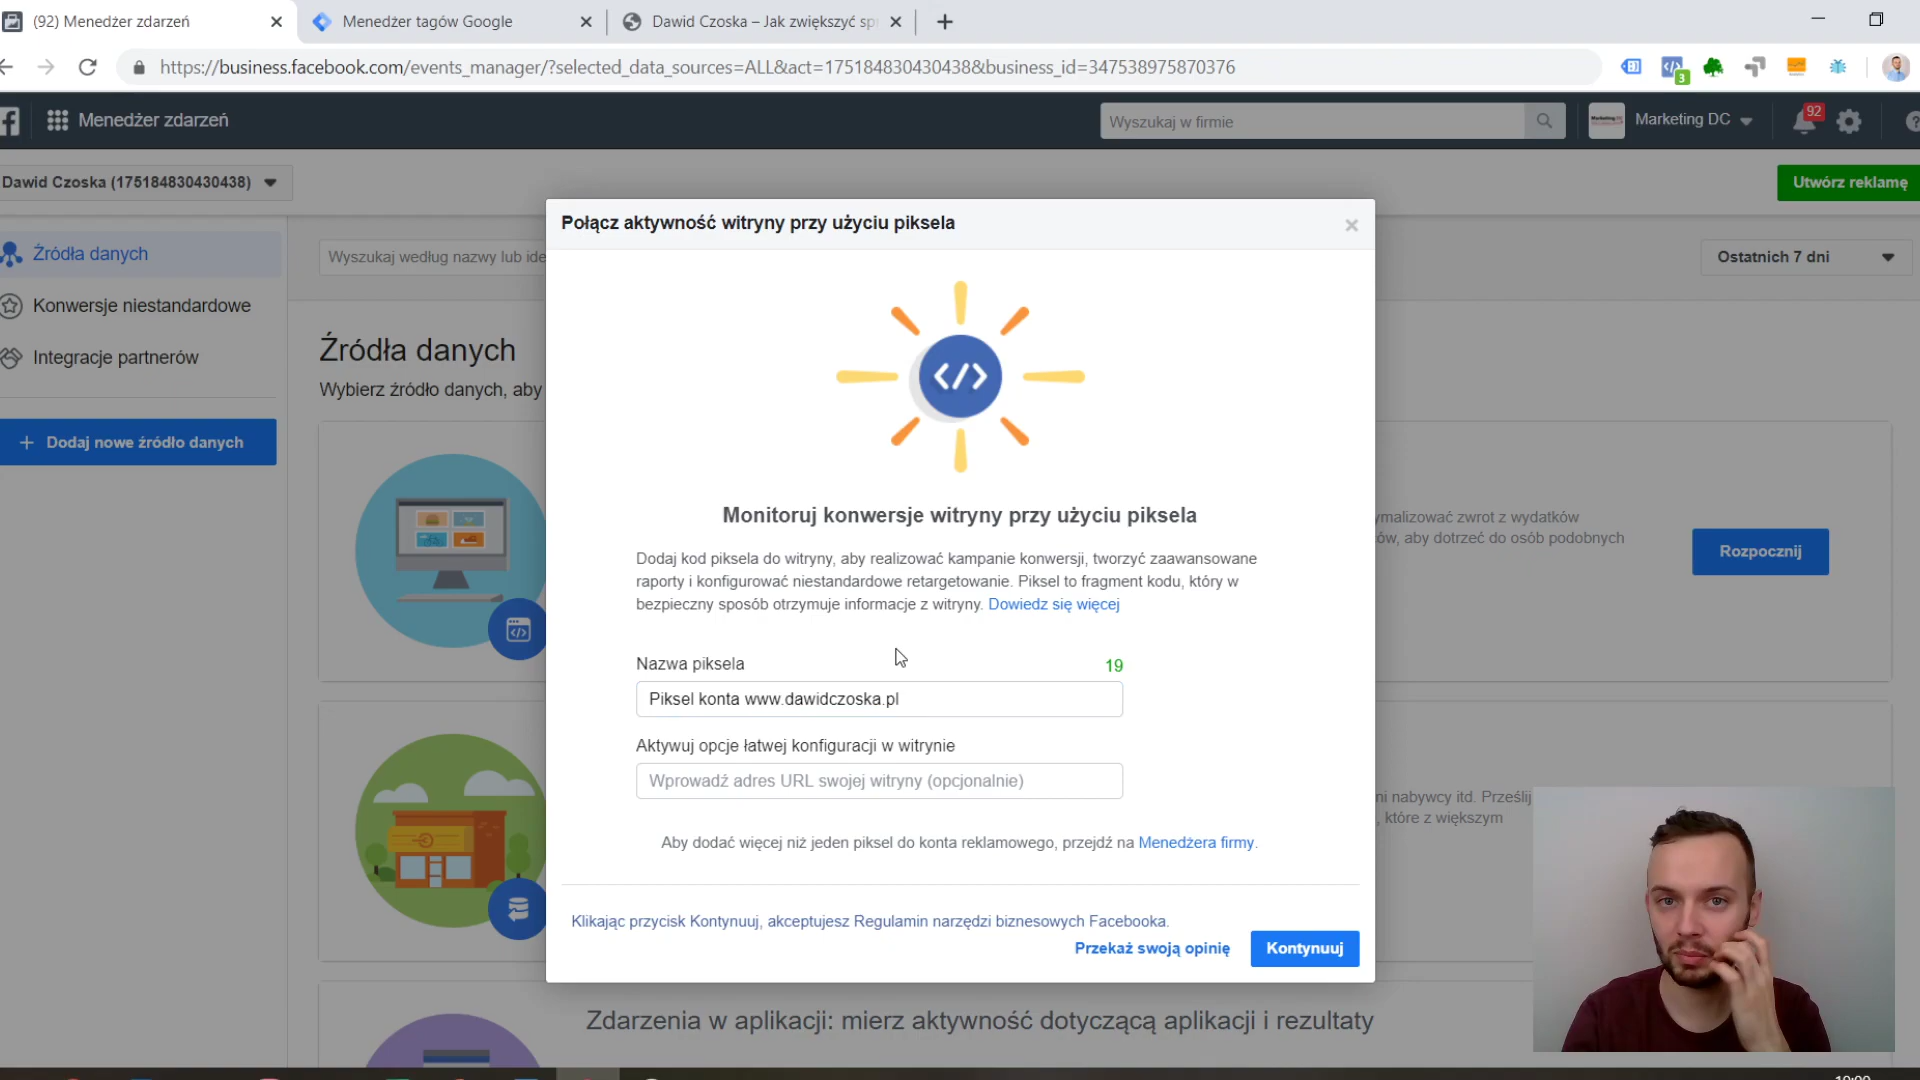 (92) Menedżer zdarzeń
Menedżer tagów Google
Dawid Czoska – Jak zwiększyć sp
https://business.facebook.com/events_manager/?selected_data_sources=ALL&act=175184830430438&business_id=347538975870376
3
Menedżer zdarzeń
Wyszukaj w firmie
Marketing DC
92
Dawid Czoska (175184830430438)
Utwórz reklamę
Źródła danych
Konwersje niestandardowe
Integracje partnerów
+ Dodaj nowe źródło danych
Wyszukaj według nazwy lub ide
Ostatnich 7 dni
Źródła danych
Wybierz źródło danych, aby
ymalizować zwrot z wydatków
ów, aby dotrzeć do osób podobnych
Rozpocznij
ni nabywcy itd. Prześlij
, które z większym
Zdarzenia w aplikacji: mierz aktywność dotyczącą aplikacji i rezultaty
Połącz aktywność witryny przy użyciu piksela
Monitoruj konwersje witryny przy użyciu piksela
Dodaj kod piksela do witryny, aby realizować kampanie konwersji, tworzyć zaawansowane
raporty i konfigurować niestandardowe retargetowanie. Piksel to fragment kodu, który w
bezpieczny sposób otrzymuje informacje z witryny. Dowiedz się więcej
Nazwa piksela
19
Piksel konta www.dawidczoska.pl
Aktywuj opcje łatwej konfiguracji w witrynie
Wprowadź adres URL swojej witryny (opcjonalnie)
Aby dodać więcej niż jeden piksel do konta reklamowego, przejdź na Menedżera firmy.
Klikając przycisk Kontynuuj, akceptujesz Regulamin narzędzi biznesowych Facebooka.
Przekaż swoją opinię
Kontynuuj